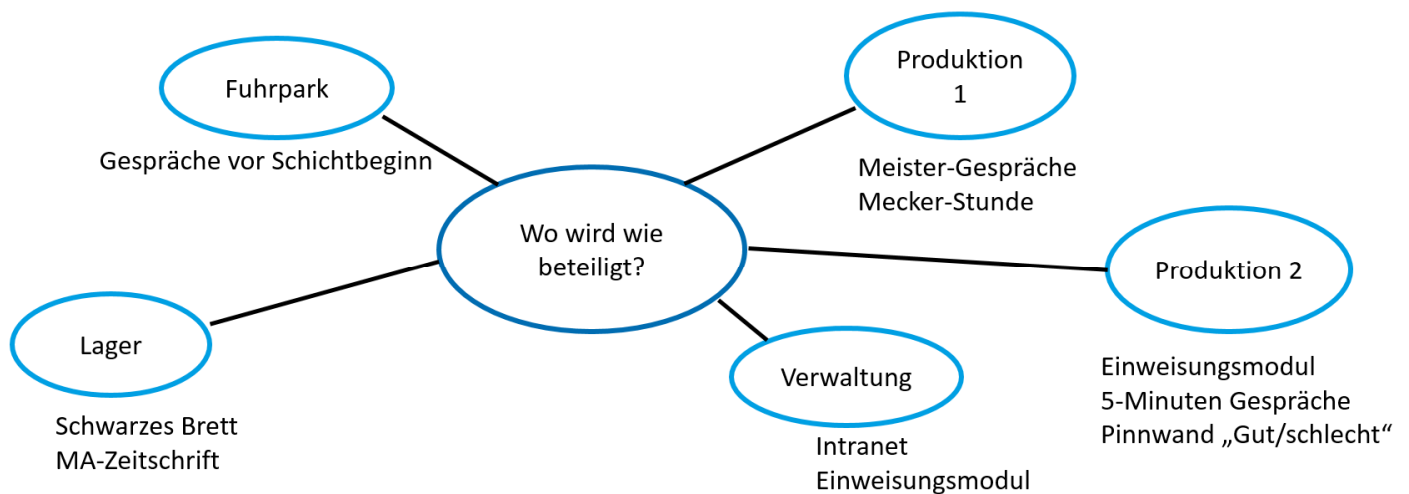 Fuhrpark
Gespräche vor Schichtbeginn
Produktion
1
Meister-Gespräche
Mecker-Stunde
Wo wird wie
beteiligt?
Produktion 2
Einweisungsmodul
5-Minuten Gespräche
Pinnwand „Gut/schlecht“
Lager
Schwarzes Brett
MA-Zeitschrift
Verwaltung
Intranet
Einweisungsmodul